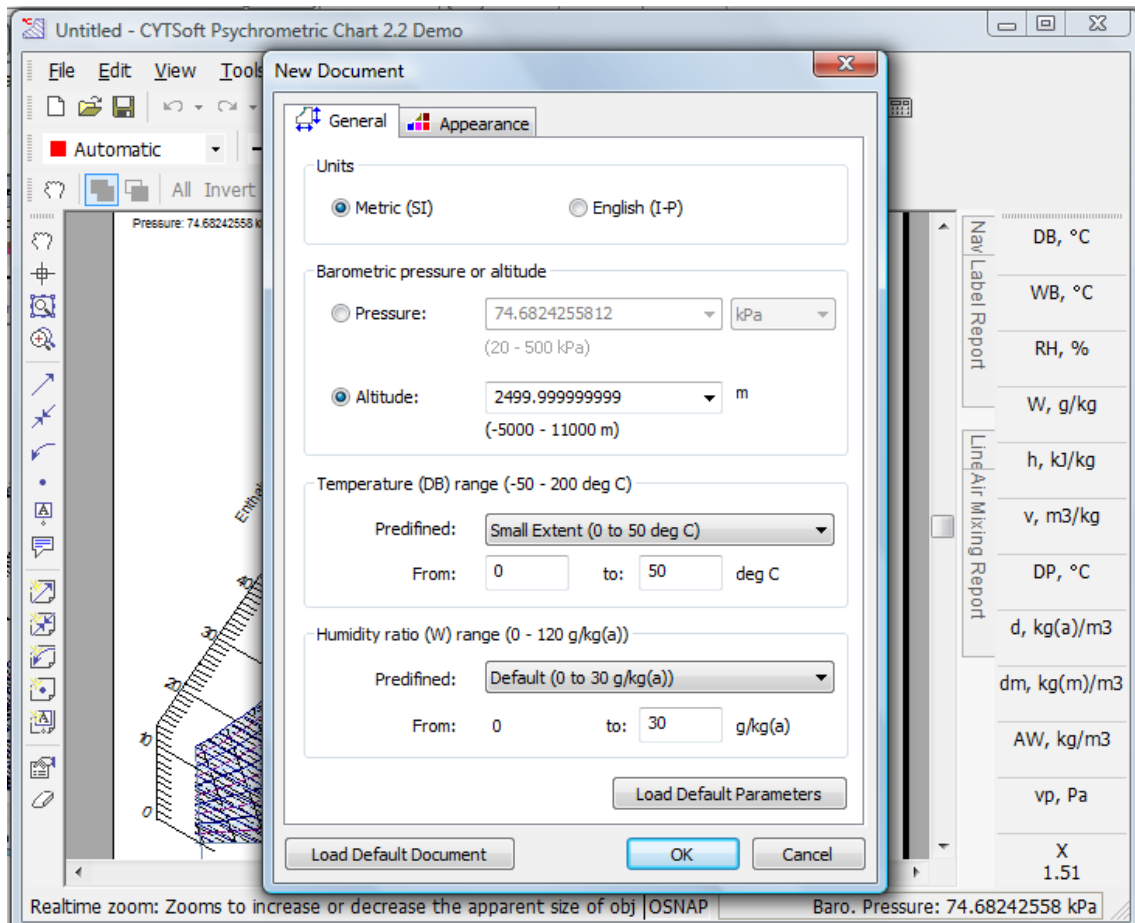 Untitled - CYTSoft Psychrometric Chart 2.2 Demo
File Edit View Tools
New Document
General Appearance
Automatic
All Invert
Units
Metric (SI) English (I-P)
Pressure: 74.68242558
Barometric pressure or altitude
Pressure: 74.6824255812 kPa
(20 - 500 kPa)
Altitude: 2499.999999999 m
(-5000 - 11000 m)
Temperature (DB) range (-50 - 200 deg C)
Predifined: Small Extent (0 to 50 deg C)
From: 0 to: 50 deg C
Humidity ratio (W) range (0 - 120 g/kg(a))
Predifined: Default (0 to 30 g/kg(a))
From: 0 to: 30 g/kg(a)
Load Default Parameters
Load Default Document OK Cancel
40
30
20
10
0
Nav
Label Report
Line
Air Mixing Report
DB, °C
WB, °C
RH, %
W, g/kg
h, kJ/kg
v, m3/kg
DP, °C
d, kg(a)/m3
dm, kg(m)/m3
AW, kg/m3
vp, Pa
X
1.51
Realtime zoom: Zooms to increase or decrease the apparent size of obj OSNAP Baro. Pressure: 74.68242558 kPa